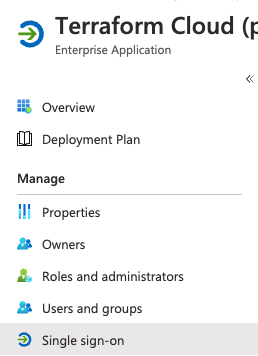 Terraform Cloud (p
Enterprise Application
«
Overview
Deployment Plan
Manage
Properties
Owners
Roles and administrators
Users and groups
Single sign-on